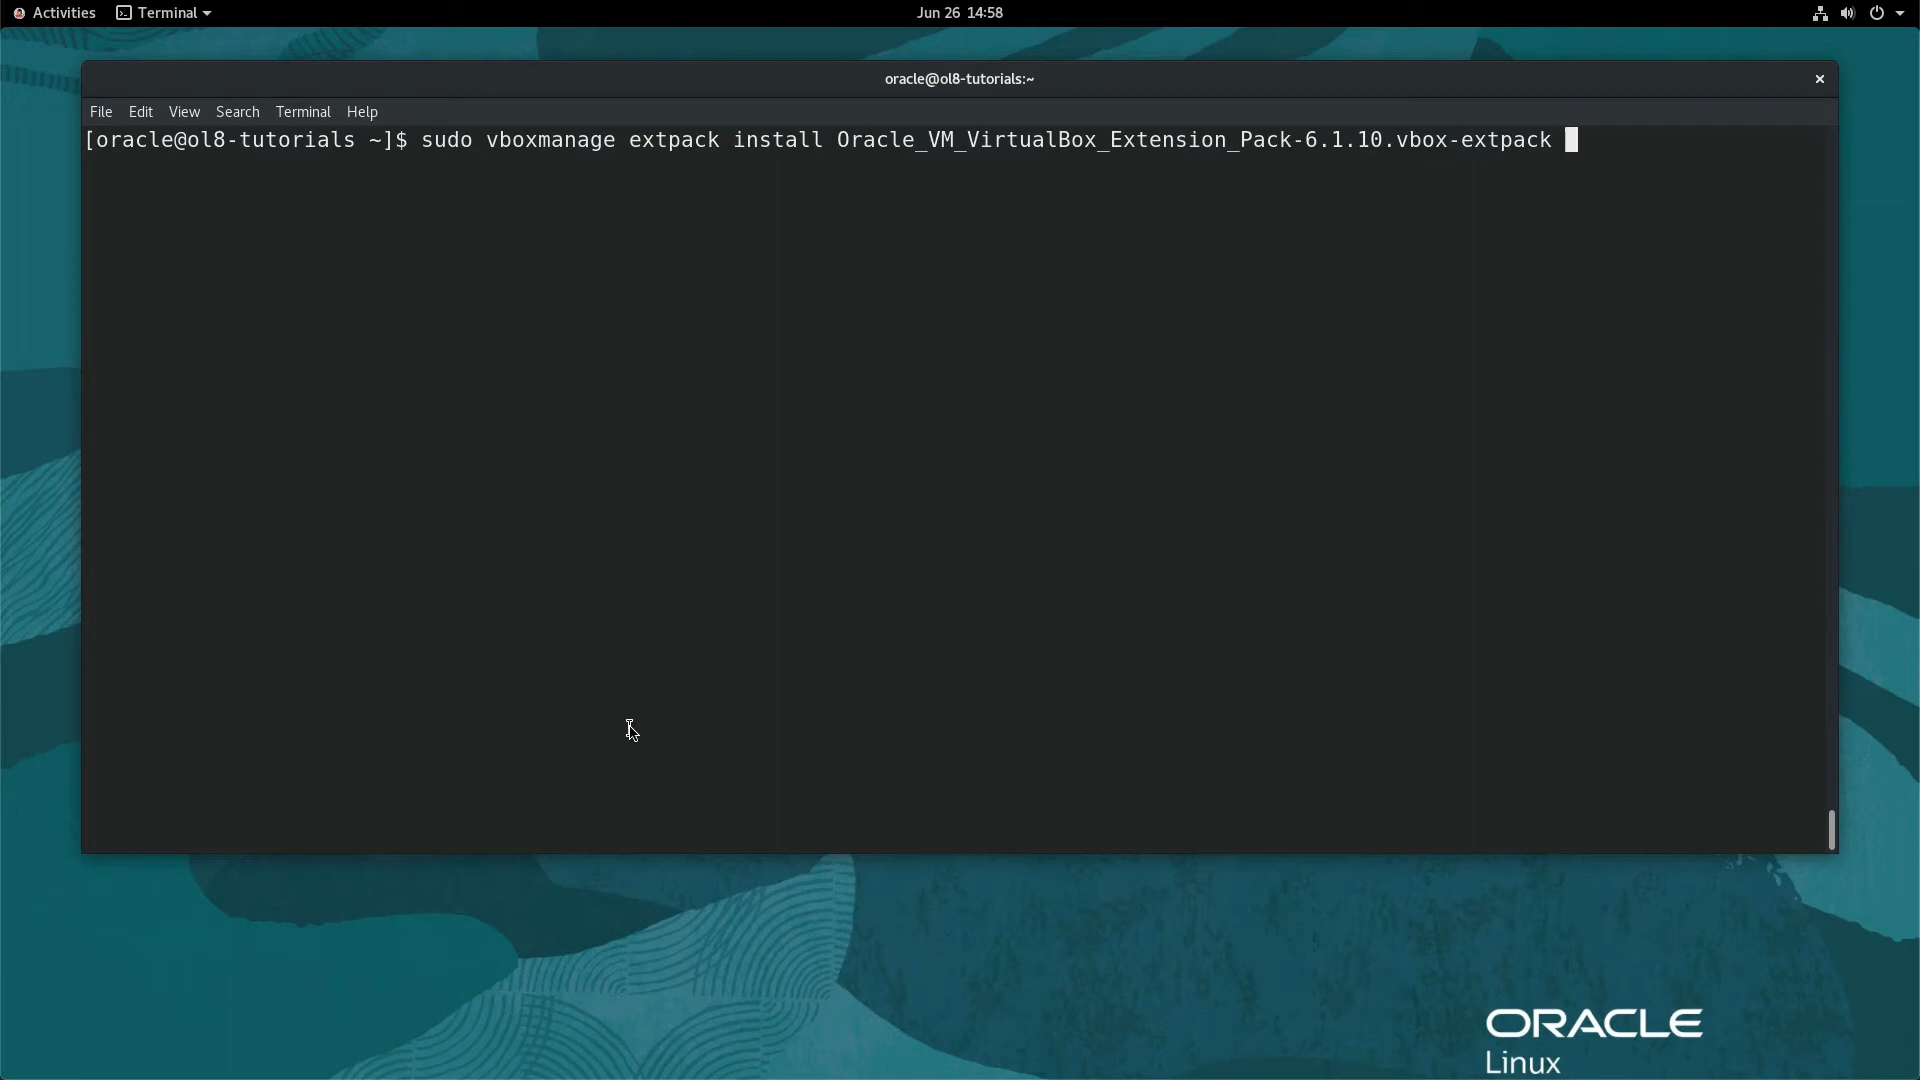 Activities Terminal Jun 26 14:58
oracle@ol8-tutorials:~ ×
File Edit View Search Terminal Help
[oracle@ol8-tutorials ~]$ sudo vboxmanage extpack install Oracle_VM_VirtualBox_Extension_Pack-6.1.10.vbox-extpack
ORACLE
Linux